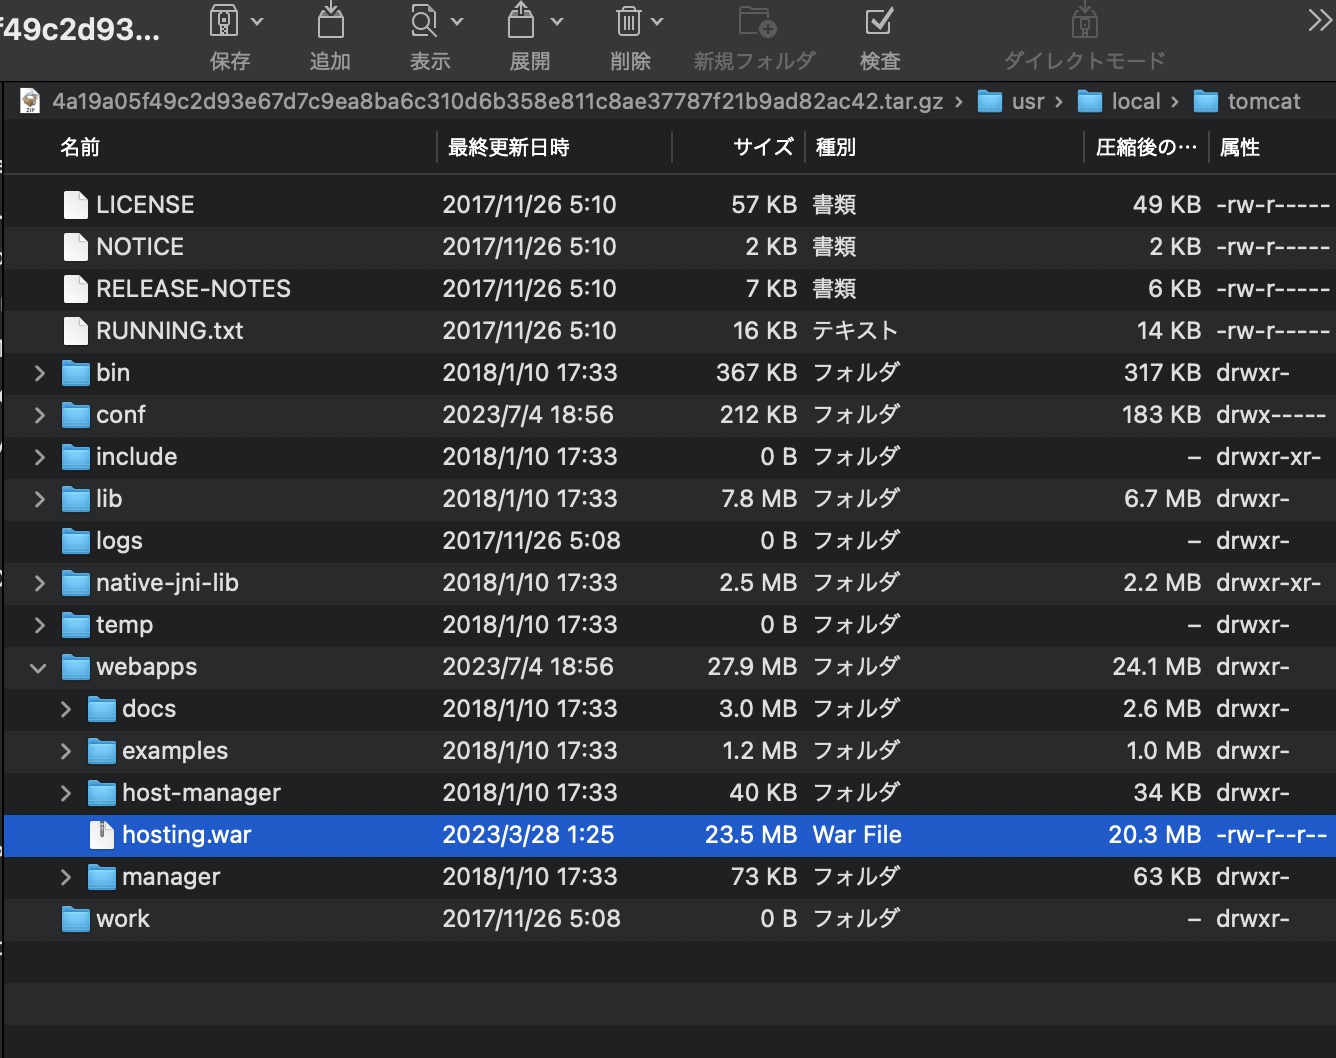 f49c2d93...
保存
追加
表示
展開
削除
新規フォルダ
検査
ダイレクトモード
4a19a05f49c2d93e67d7c9ea8ba6c310d6b358e811c8ae37787f21b9ad82ac42.tar.gz › usr › local › tomcat
名前 最終更新日時 サイズ 種別 圧縮後の… 属性
LICENSE 2017/11/26 5:10 57 KB 書類 49 KB -rw-r-----
NOTICE 2017/11/26 5:10 2 KB 書類 2 KB -rw-r-----
RELEASE-NOTES 2017/11/26 5:10 7 KB 書類 6 KB -rw-r-----
RUNNING.txt 2017/11/26 5:10 16 KB テキスト 14 KB -rw-r-----
bin 2018/1/10 17:33 367 KB フォルダ 317 KB drwxr-
conf 2023/7/4 18:56 212 KB フォルダ 183 KB drwx-----
include 2018/1/10 17:33 0 B フォルダ – drwxr-xr-
lib 2018/1/10 17:33 7.8 MB フォルダ 6.7 MB drwxr-
logs 2017/11/26 5:08 0 B フォルダ – drwxr-
native-jni-lib 2018/1/10 17:33 2.5 MB フォルダ 2.2 MB drwxr-xr-
temp 2018/1/10 17:33 0 B フォルダ – drwxr-
webapps 2023/7/4 18:56 27.9 MB フォルダ 24.1 MB drwxr-
docs 2018/1/10 17:33 3.0 MB フォルダ 2.6 MB drwxr-
examples 2018/1/10 17:33 1.2 MB フォルダ 1.0 MB drwxr-
host-manager 2018/1/10 17:33 40 KB フォルダ 34 KB drwxr-
hosting.war 2023/3/28 1:25 23.5 MB War File 20.3 MB -rw-r--r--
manager 2018/1/10 17:33 73 KB フォルダ 63 KB drwxr-
work 2017/11/26 5:08 0 B フォルダ – drwxr-